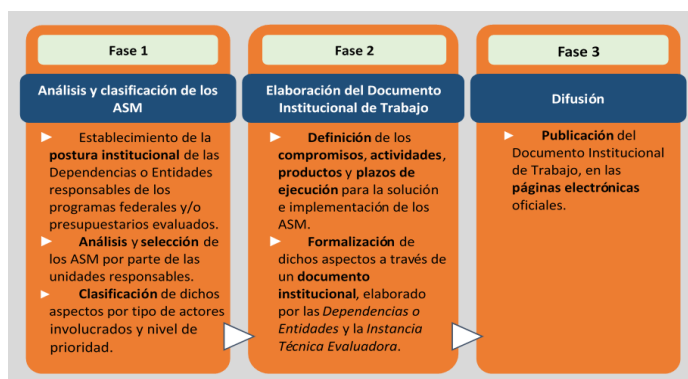 Fase 1
Análisis y clasificación de los
ASM
Establecimiento de la
postura institucional de las
Dependencias o Entidades
responsables de los
programas federales y/o
presupuestarios evaluados.
Análisis y selección de
los ASM por parte de las
unidades responsables.
Clasificación de dichos
aspectos por tipo de actores
involucrados y nivel de
prioridad.
Fase 2
Elaboración del Documento
Institucional de Trabajo
Definición de los
compromisos, actividades,
productos y plazos de
ejecución para la solución
e implementación de los
ASM.
Formalización de
dichos aspectos a través de
un documento
institucional, elaborado
por las Dependencias o
Entidades y la Instancia
Técnica Evaluadora.
Fase 3
Difusión
Publicación del
Documento Institucional
de Trabajo, en las
páginas electrónicas
oficiales.